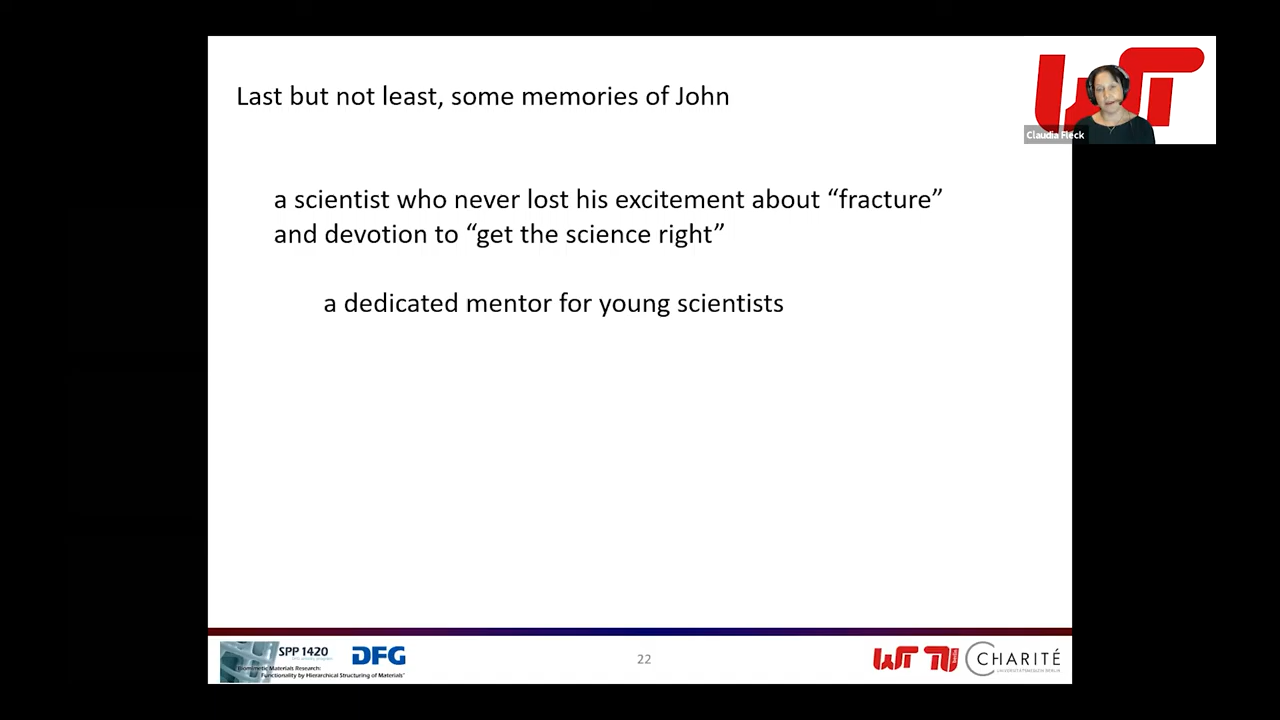 Last but not least, some memories of John
Claudia Fleck
a scientist who never lost his excitement about “fracture”
and devotion to “get the science right”
a dedicated mentor for young scientists
SPP 1420
DFG
Biomimetic Materials Research:
Functionality by Hierarchical Structuring of Materials
22
CHARITÉ
UNIVERSITÄTSMEDIZIN BERLIN